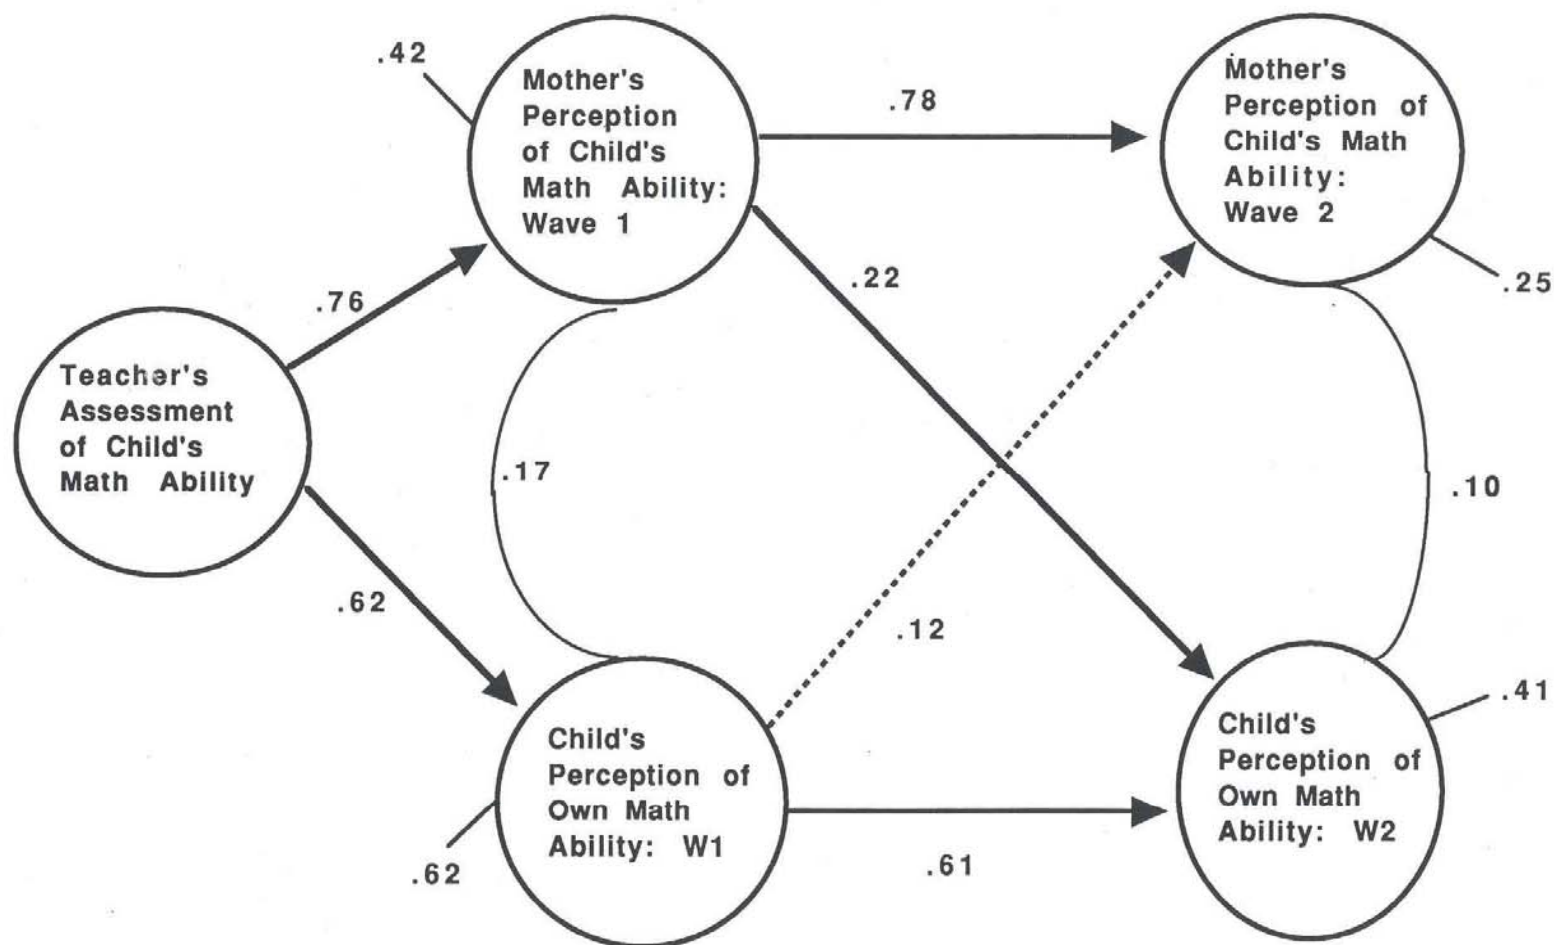 .42
Mother's
Perception
of Child's
Math Ability:
Wave 1
.78
Mother's
Perception of
Child's Math
Ability:
Wave 2
.76
.22
.25
Teacher's
Assessment
of Child's
Math Ability
.17
.10
.62
.12
Child's
Perception of
Own Math
Ability: W1
.62
.61
Child's
Perception of
Own Math
Ability: W2
.41